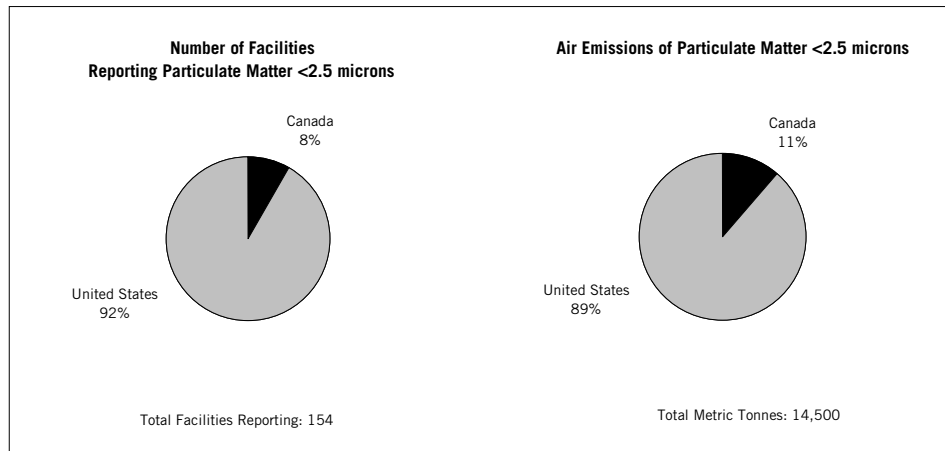 Number of Facilities
Reporting Particulate Matter <2.5 microns
Canada
8%
United States
92%
Total Facilities Reporting: 154
Air Emissions of Particulate Matter <2.5 microns
Canada
11%
United States
89%
Total Metric Tonnes: 14,500